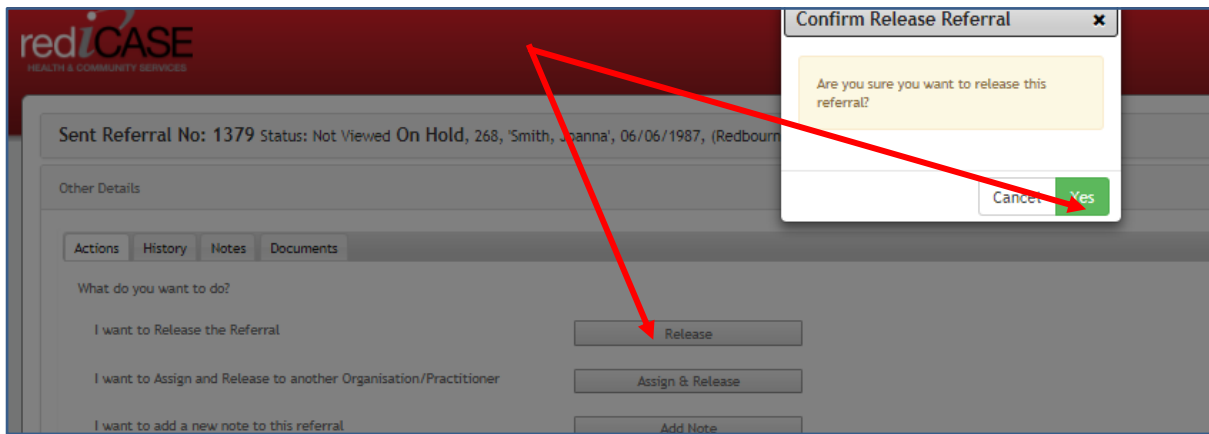 rediCASE
HEALTH & COMMUNITY SERVICES
Confirm Release Referral x
Are you sure you want to release this
referral?
Cancel Yes
Sent Referral No: 1379 Status: Not Viewed On Hold, 268, 'Smith, Joanna', 06/06/1987, (Redbourn
Other Details
Actions History Notes Documents
What do you want to do?
I want to Release the Referral Release
I want to Assign and Release to another Organisation/Practitioner Assign & Release
I want to add a new note to this referral Add Note